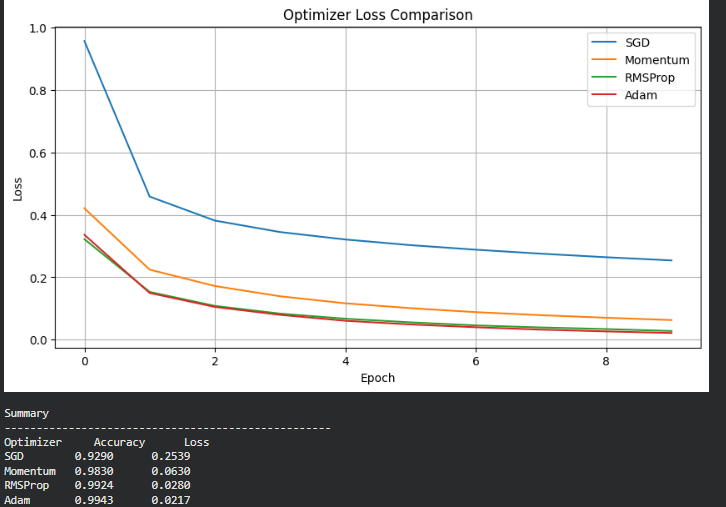 Optimizer Loss Comparison
1.0
0.8
0.6
0.4
0.2
0.0
Loss
SGD
Momentum
RMSProp
Adam
0 2 4 6 8
Epoch
Summary
--------------------------------------------------
Optimizer Accuracy Loss
SGD 0.9290 0.2539
Momentum 0.9830 0.0630
RMSProp 0.9924 0.0280
Adam 0.9943 0.0217